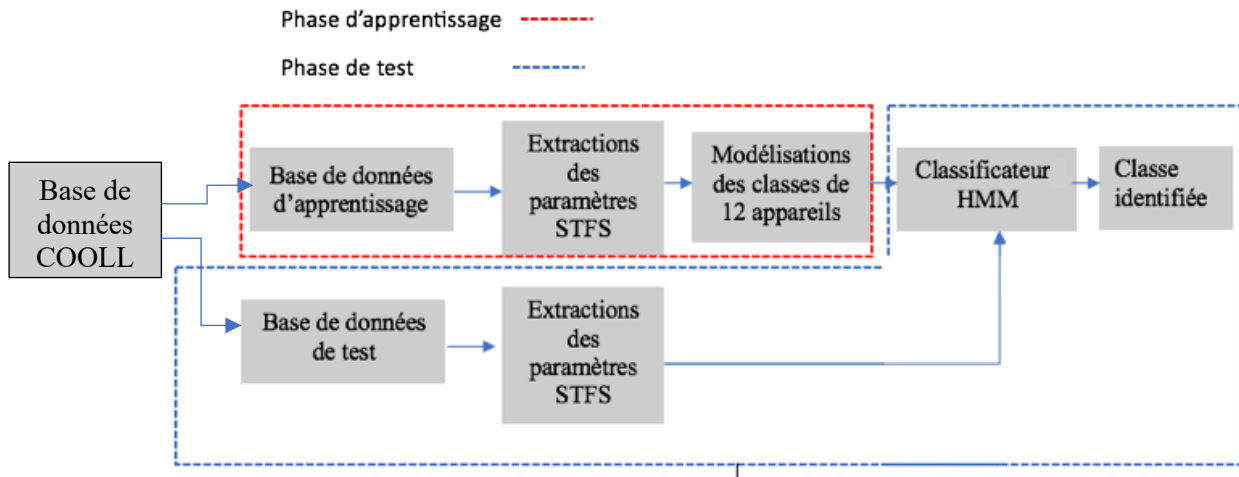 Phase d'apprentissage
Phase de test
Base de
données
COOLL
Base de données
d'apprentissage
Extractions
des
paramètres
STFS
Modélisations
des classes de
12 appareils
Classificateur
HMM
Classe
identifiée
Base de données
de test
Extractions
des
paramètres
STFS